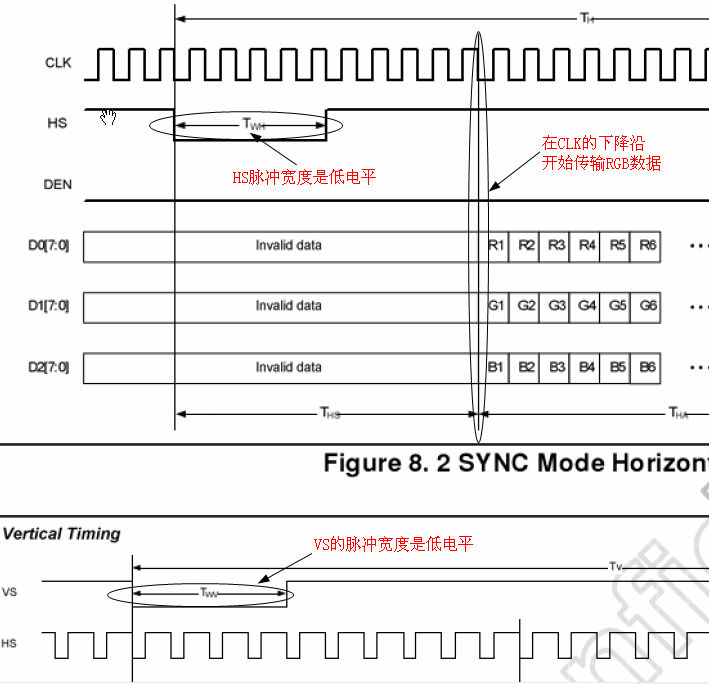 TH
CLK
HS
TWH
HS脉冲宽度是低电平
在CLK的下降沿
开始传输RGB数据
DEN
D0[7:0] Invalid data R1 R2 R3 R4 R5 R6 •••
D1[7:0] Invalid data G1 G2 G3 G4 G5 G6 •••
D2[7:0] Invalid data B1 B2 B3 B4 B5 B6 •••
THS THA
Figure 8. 2 SYNC Mode Horizon
Vertical Timing
VS的脉冲宽度是低电平
TV
VS
TWV
HS
nfid